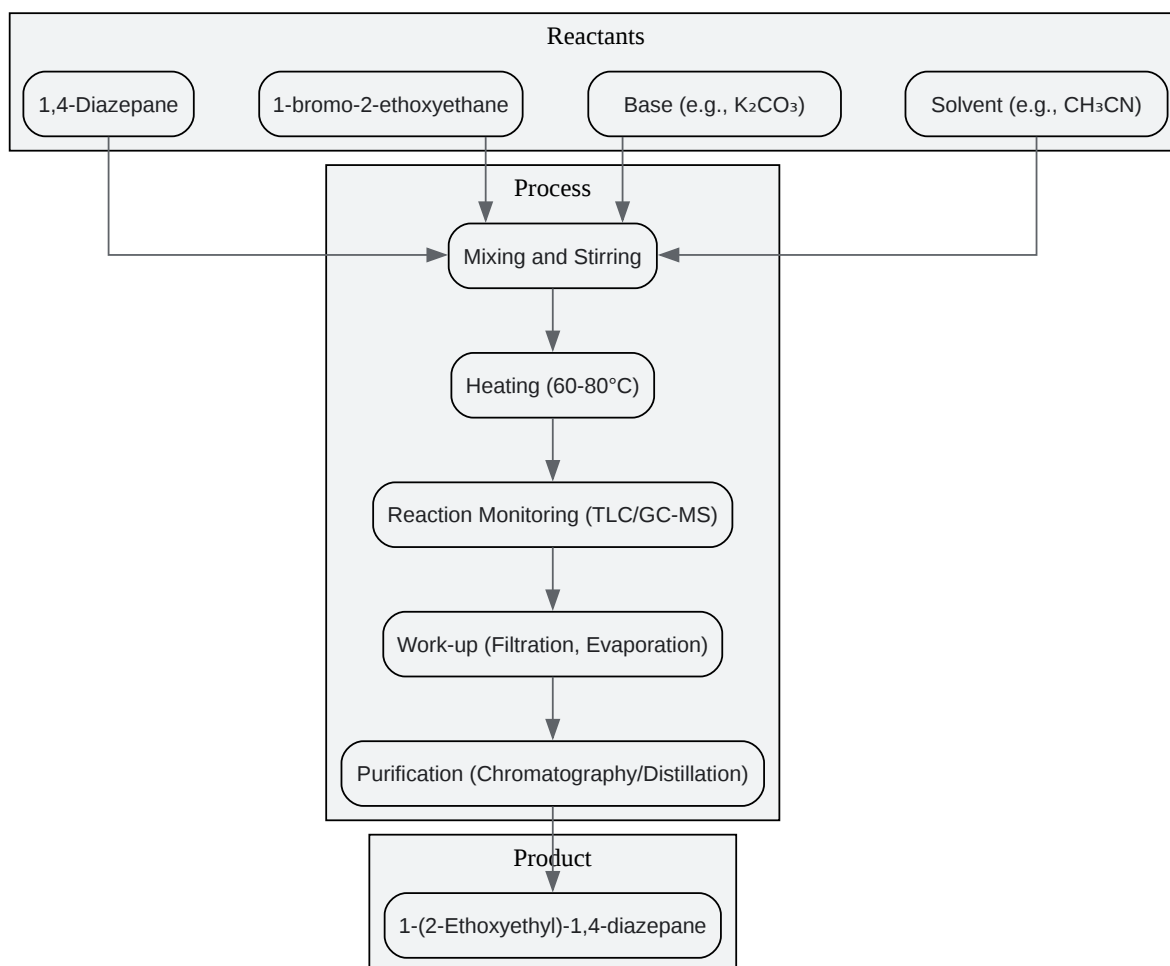 Reactants
1,4-Diazepane
1-bromo-2-ethoxyethane
Base (e.g., K₂CO₃)
Solvent (e.g., CH₃CN)
Process
Mixing and Stirring
Heating (60-80°C)
Reaction Monitoring (TLC/GC-MS)
Work-up (Filtration, Evaporation)
Purification (Chromatography/Distillation)
Product
1-(2-Ethoxyethyl)-1,4-diazepane